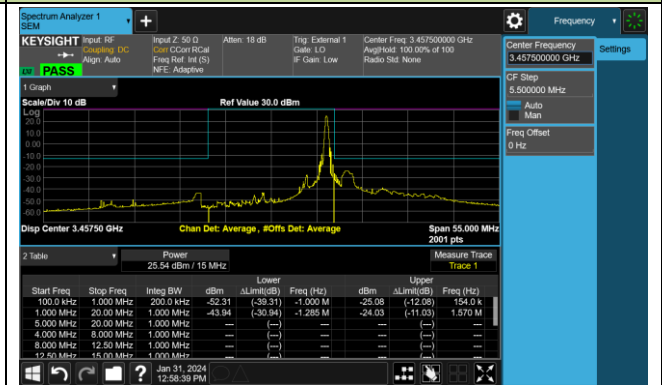 Spectrum Analyzer 1
SEM
+
Frequency
KEYSIGHT
Input: RF
Coupling: DC
Align: Auto
Input Z: 50 Ω
Corr CCorr RCal
Freq Ref: Int (S)
NFE: Adaptive
Atten: 18 dB
Trig: External 1
Gate: LO
IF Gain: Low
Center Freq: 3.457500000 GHz
Avg|Hold: 100.00% of 100
Radio Std: None
PASS
Center Frequency
3.457500000 GHz
Settings
CF Step
5.500000 MHz
Auto
Man
Freq Offset
0 Hz
1 Graph
Scale/Div 10 dB
Ref Value 30.0 dBm
Log
20.0
10.0
0.00
-10.0
-20.0
-30.0
-40.0
-50.0
-60.0
Disp Center 3.45750 GHz
Chan Det: Average, #Offs Det: Average
Span 55.000 MHz
2001 pts
2 Table
Power
25.54 dBm / 15 MHz
Measure Trace
Trace 1
Lower
Upper
Start Freq Stop Freq Integ BW dBm ΔLimit(dB) Freq (Hz) dBm ΔLimit(dB) Freq (Hz)
100.0 kHz 1.000 MHz 200.0 kHz -52.31 (-39.31) -1.000 M -25.08 (-12.08) 154.0 k
1.000 MHz 20.00 MHz 1.000 MHz -43.94 (-30.94) -1.285 M -24.03 (-11.03) 1.570 M
5.000 MHz 20.00 MHz 1.000 MHz --- (---) --- --- (---) ---
4.000 MHz 8.000 MHz 1.000 MHz --- (---) --- --- (---) ---
8.000 MHz 12.50 MHz 1.000 MHz --- (---) --- --- (---) ---
12.50 MHz 15.00 MHz 1.000 MHz --- (---) --- --- (---) ---
?
Jan 31, 2024
12:58:39 PM